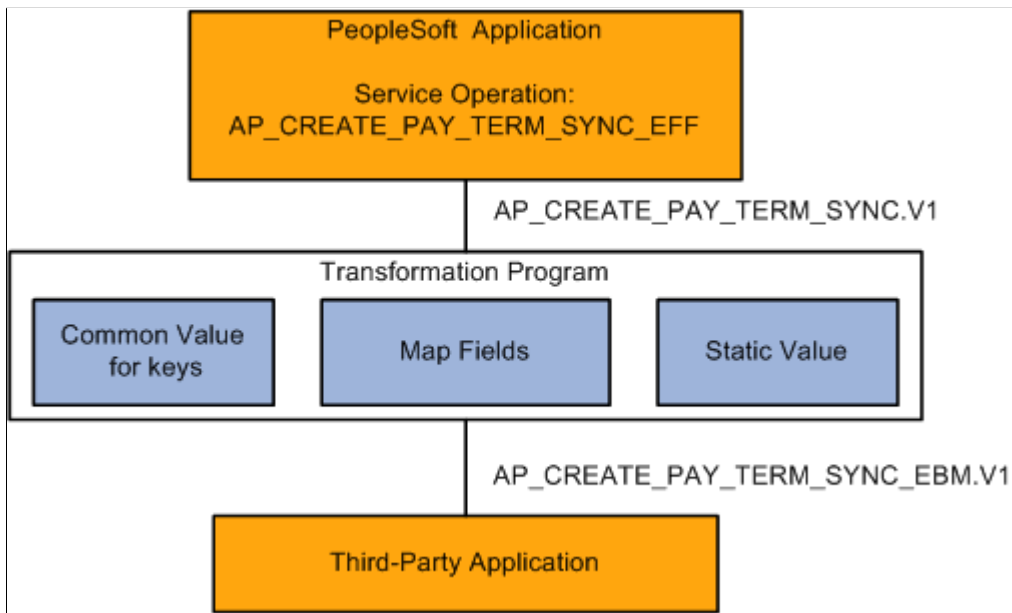 PeopleSoft Application
Service Operation:
AP_CREATE_PAY_TERM_SYNC_EFF
AP_CREATE_PAY_TERM_SYNC.V1
Transformation Program
Common Value
for keys
Map Fields
Static Value
AP_CREATE_PAY_TERM_SYNC_EBM.V1
Third-Party Application